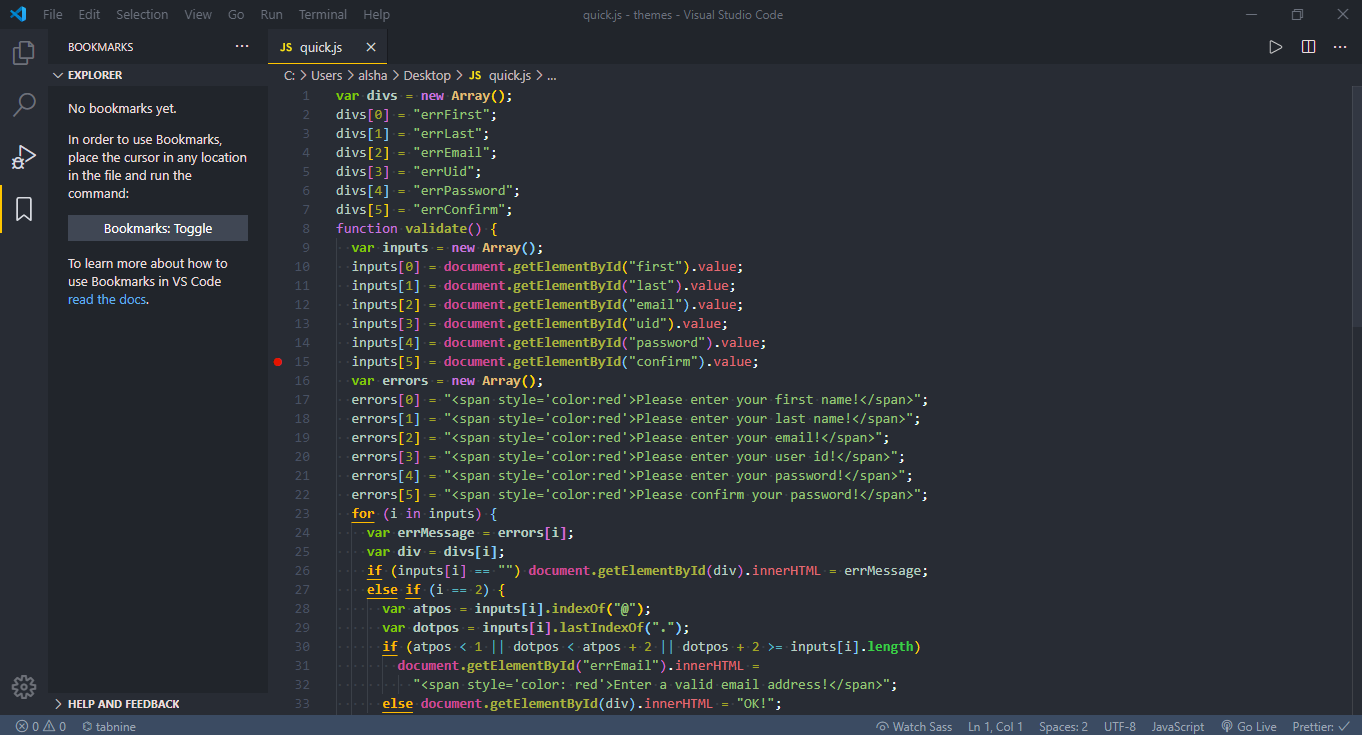 File Edit Selection View Go Run Terminal Help quick.js - themes - Visual Studio Code
BOOKMARKS ···
EXPLORER
No bookmarks yet.
In order to use Bookmarks,
place the cursor in any location
in the file and run the
command:
Bookmarks: Toggle
To learn more about how to
use Bookmarks in VS Code
read the docs.
HELP AND FEEDBACK
JS quick.js
C: > Users > alsha > Desktop > JS quick.js > ...
1 var divs = new Array();
2 divs[0] = "errFirst";
3 divs[1] = "errLast";
4 divs[2] = "errEmail";
5 divs[3] = "errUid";
6 divs[4] = "errPassword";
7 divs[5] = "errConfirm";
8 function validate() {
9 var inputs = new Array();
10 inputs[0] = document.getElementById("first").value;
11 inputs[1] = document.getElementById("last").value;
12 inputs[2] = document.getElementById("email").value;
13 inputs[3] = document.getElementById("uid").value;
14 inputs[4] = document.getElementById("password").value;
15 inputs[5] = document.getElementById("confirm").value;
16 var errors = new Array();
17 errors[0] = "<span style='color:red'>Please enter your first name!</span>";
18 errors[1] = "<span style='color:red'>Please enter your last name!</span>";
19 errors[2] = "<span style='color:red'>Please enter your email!</span>";
20 errors[3] = "<span style='color:red'>Please enter your user id!</span>";
21 errors[4] = "<span style='color:red'>Please enter your password!</span>";
22 errors[5] = "<span style='color:red'>Please confirm your password!</span>";
23 for (i in inputs) {
24 var errMessage = errors[i];
25 var div = divs[i];
26 if (inputs[i] == "") document.getElementById(div).innerHTML = errMessage;
27 else if (i == 2) {
28 var atpos = inputs[i].indexOf("@");
29 var dotpos = inputs[i].lastIndexOf(".");
30 if (atpos < 1 || dotpos < atpos + 2 || dotpos + 2 >= inputs[i].length)
31 document.getElementById("errEmail").innerHTML =
32 "<span style='color: red'>Enter a valid email address!</span>";
33 else document.getElementById(div).innerHTML = "OK!";
0 0 tabnine Watch Sass Ln 1, Col 1 Spaces: 2 UTF-8 JavaScript Go Live Prettier: ✓